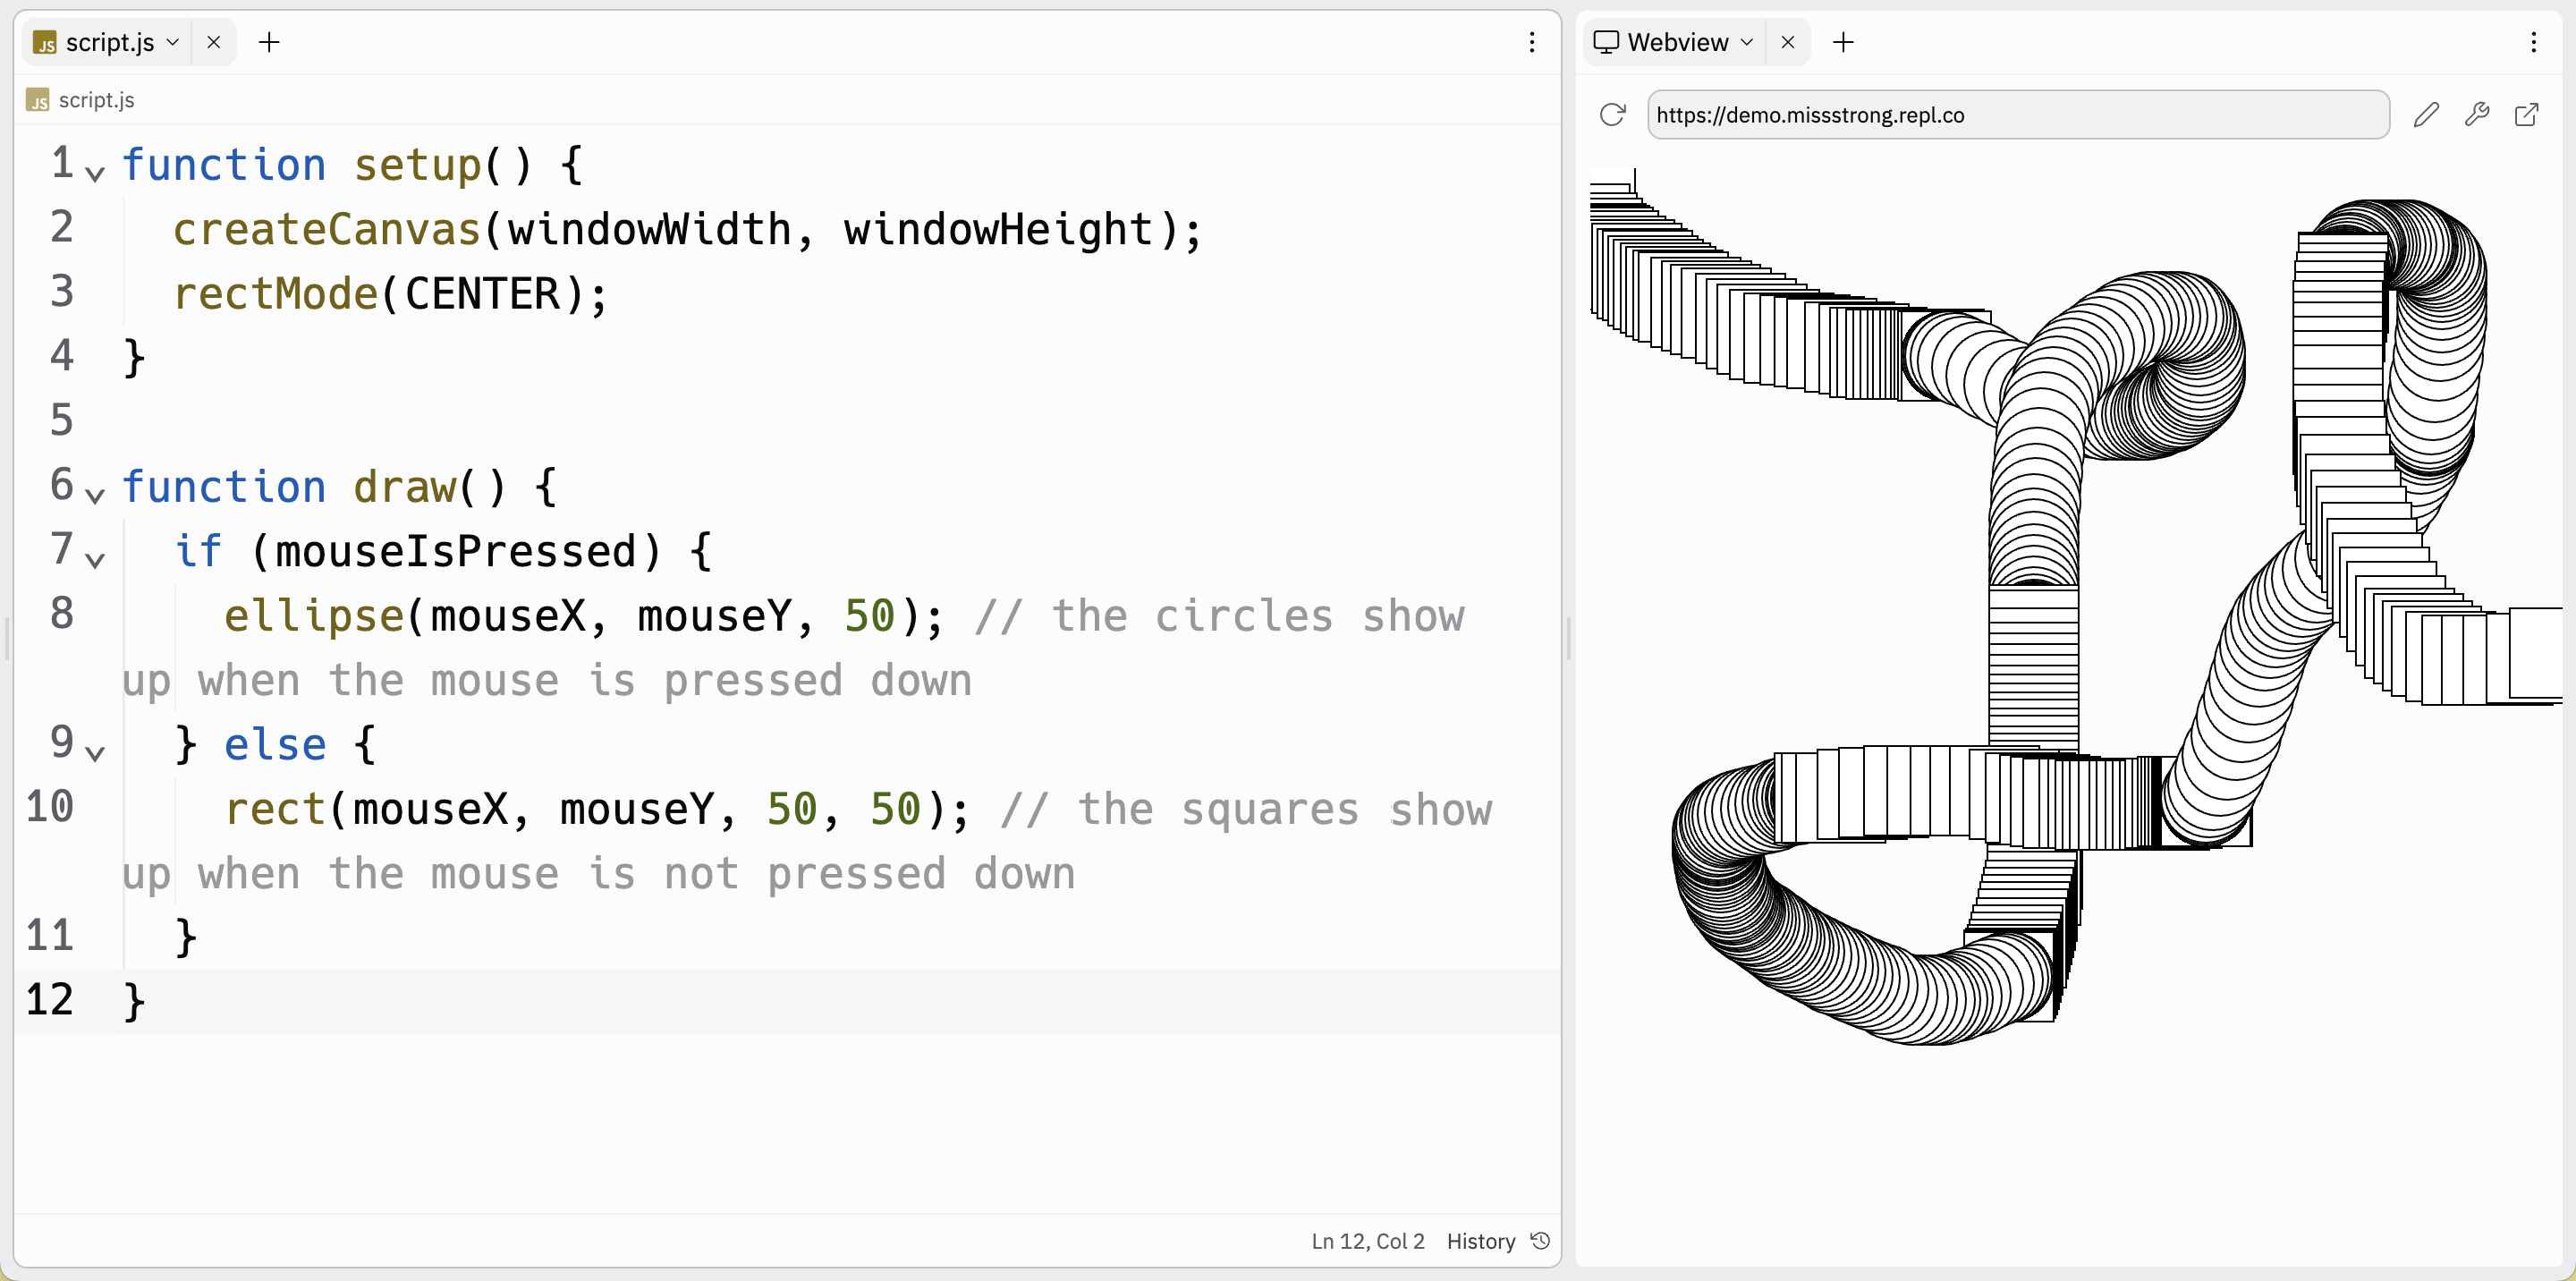 JS script.js
JS script.js
1 function setup() {
2 createCanvas(windowWidth, windowHeight);
3 rectMode(CENTER);
4 }
5
6 function draw() {
7 if (mouseIsPressed) {
8 ellipse(mouseX, mouseY, 50); // the circles show
up when the mouse is pressed down
9 } else {
10 rect(mouseX, mouseY, 50, 50); // the squares show
up when the mouse is not pressed down
11 }
12 }
Ln 12, Col 2 History
Webview
https://demo.missstrong.repl.co